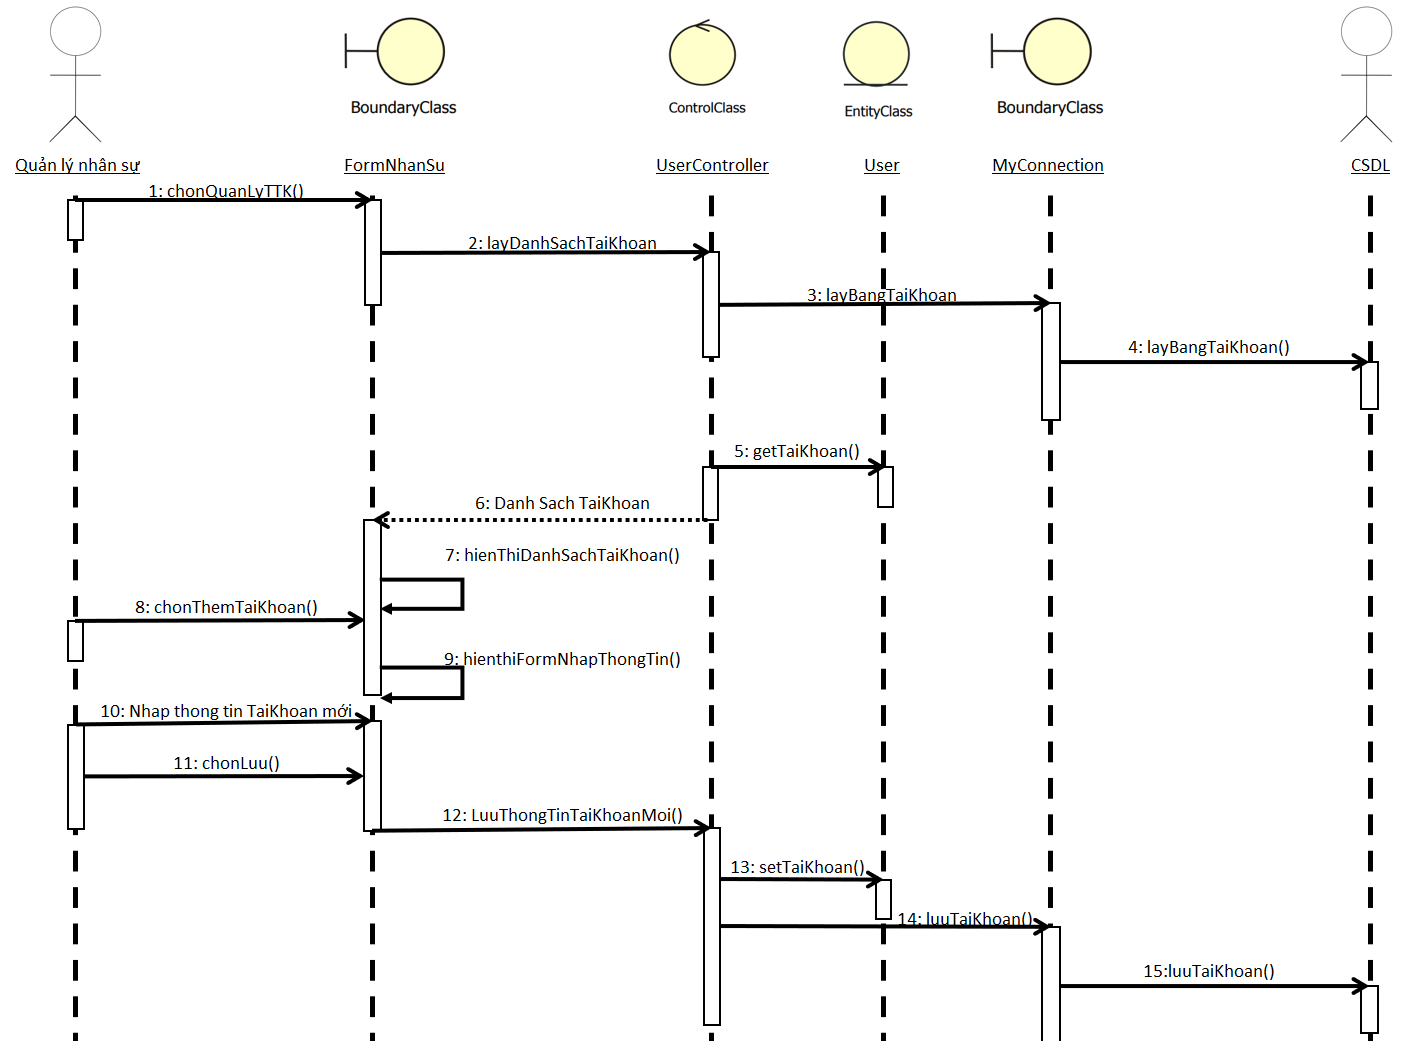 BoundaryClass
ControlClass
EntityClass
BoundaryClass
Quản lý nhân sự
FormNhanSu
UserController
User
MyConnection
CSDL
1: chonQuanLyTTK()
2: layDanhSachTaiKhoan
3: layBangTaiKhoan
4: layBangTaiKhoan()
5: getTaiKhoan()
6: Danh Sach TaiKhoan
7: hienThiDanhSachTaiKhoan()
8: chonThemTaiKhoan()
9: hienthiFormNhapThongTin()
10: Nhap thong tin TaiKhoan mới
11: chonLuu()
12: LuuThongTinTaiKhoanMoi()
13: setTaiKhoan()
14: luuTaiKhoan()
15:luuTaiKhoan()